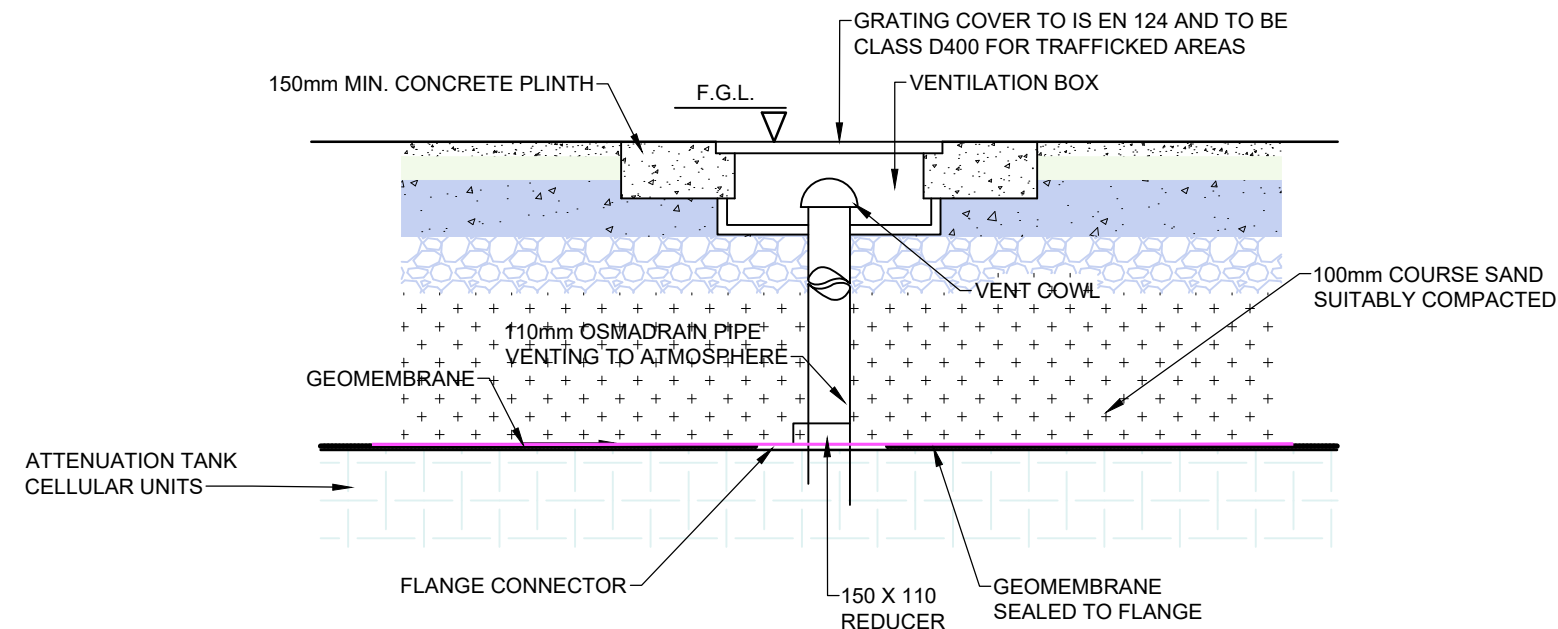 GRATING COVER TO IS EN 124 AND TO BE
CLASS D400 FOR TRAFFICKED AREAS
150mm MIN. CONCRETE PLINTH
F.G.L.
VENTILATION BOX
VENT COWL
100mm COURSE SAND
SUITABLY COMPACTED
110mm OSMADRAIN PIPE
VENTING TO ATMOSPHERE
GEOMEMBRANE
ATTENUATION TANK
CELLULAR UNITS
FLANGE CONNECTOR
150 X 110
REDUCER
GEOMEMBRANE
SEALED TO FLANGE